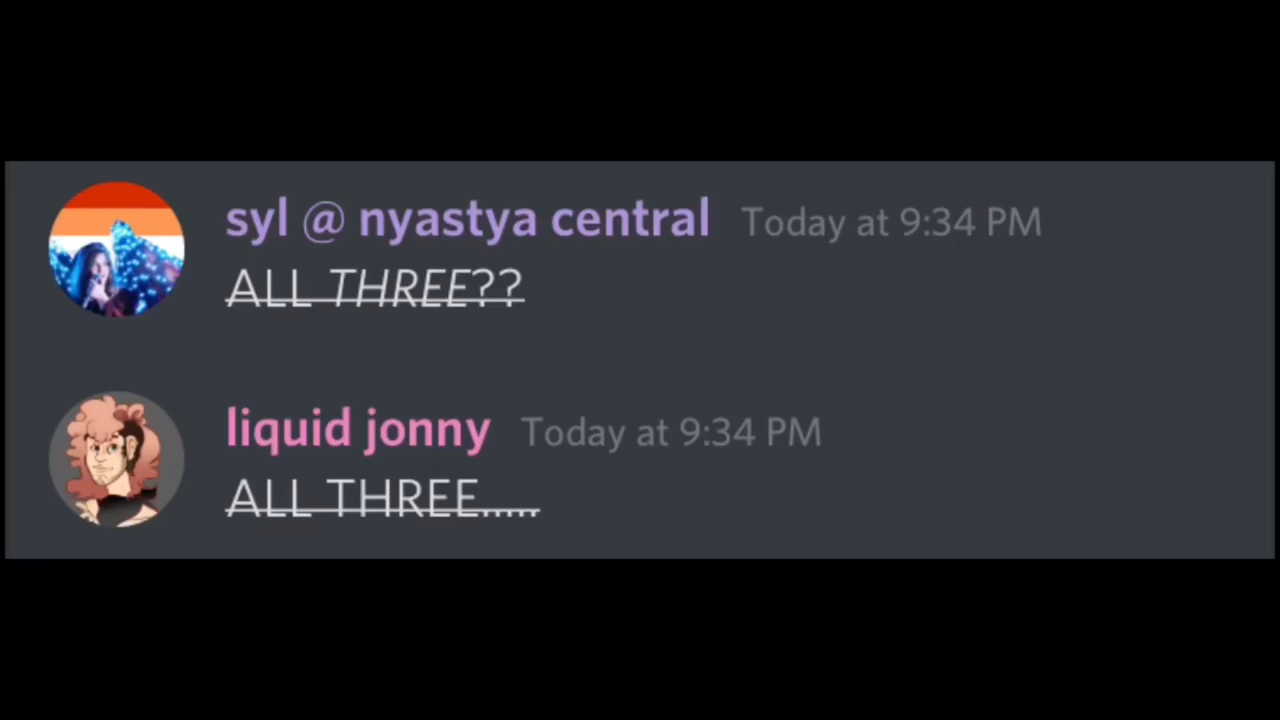 syl @ nyastya central Today at 9:34 PM
ALL THREE??
liquid jonny Today at 9:34 PM
ALL THREE.....